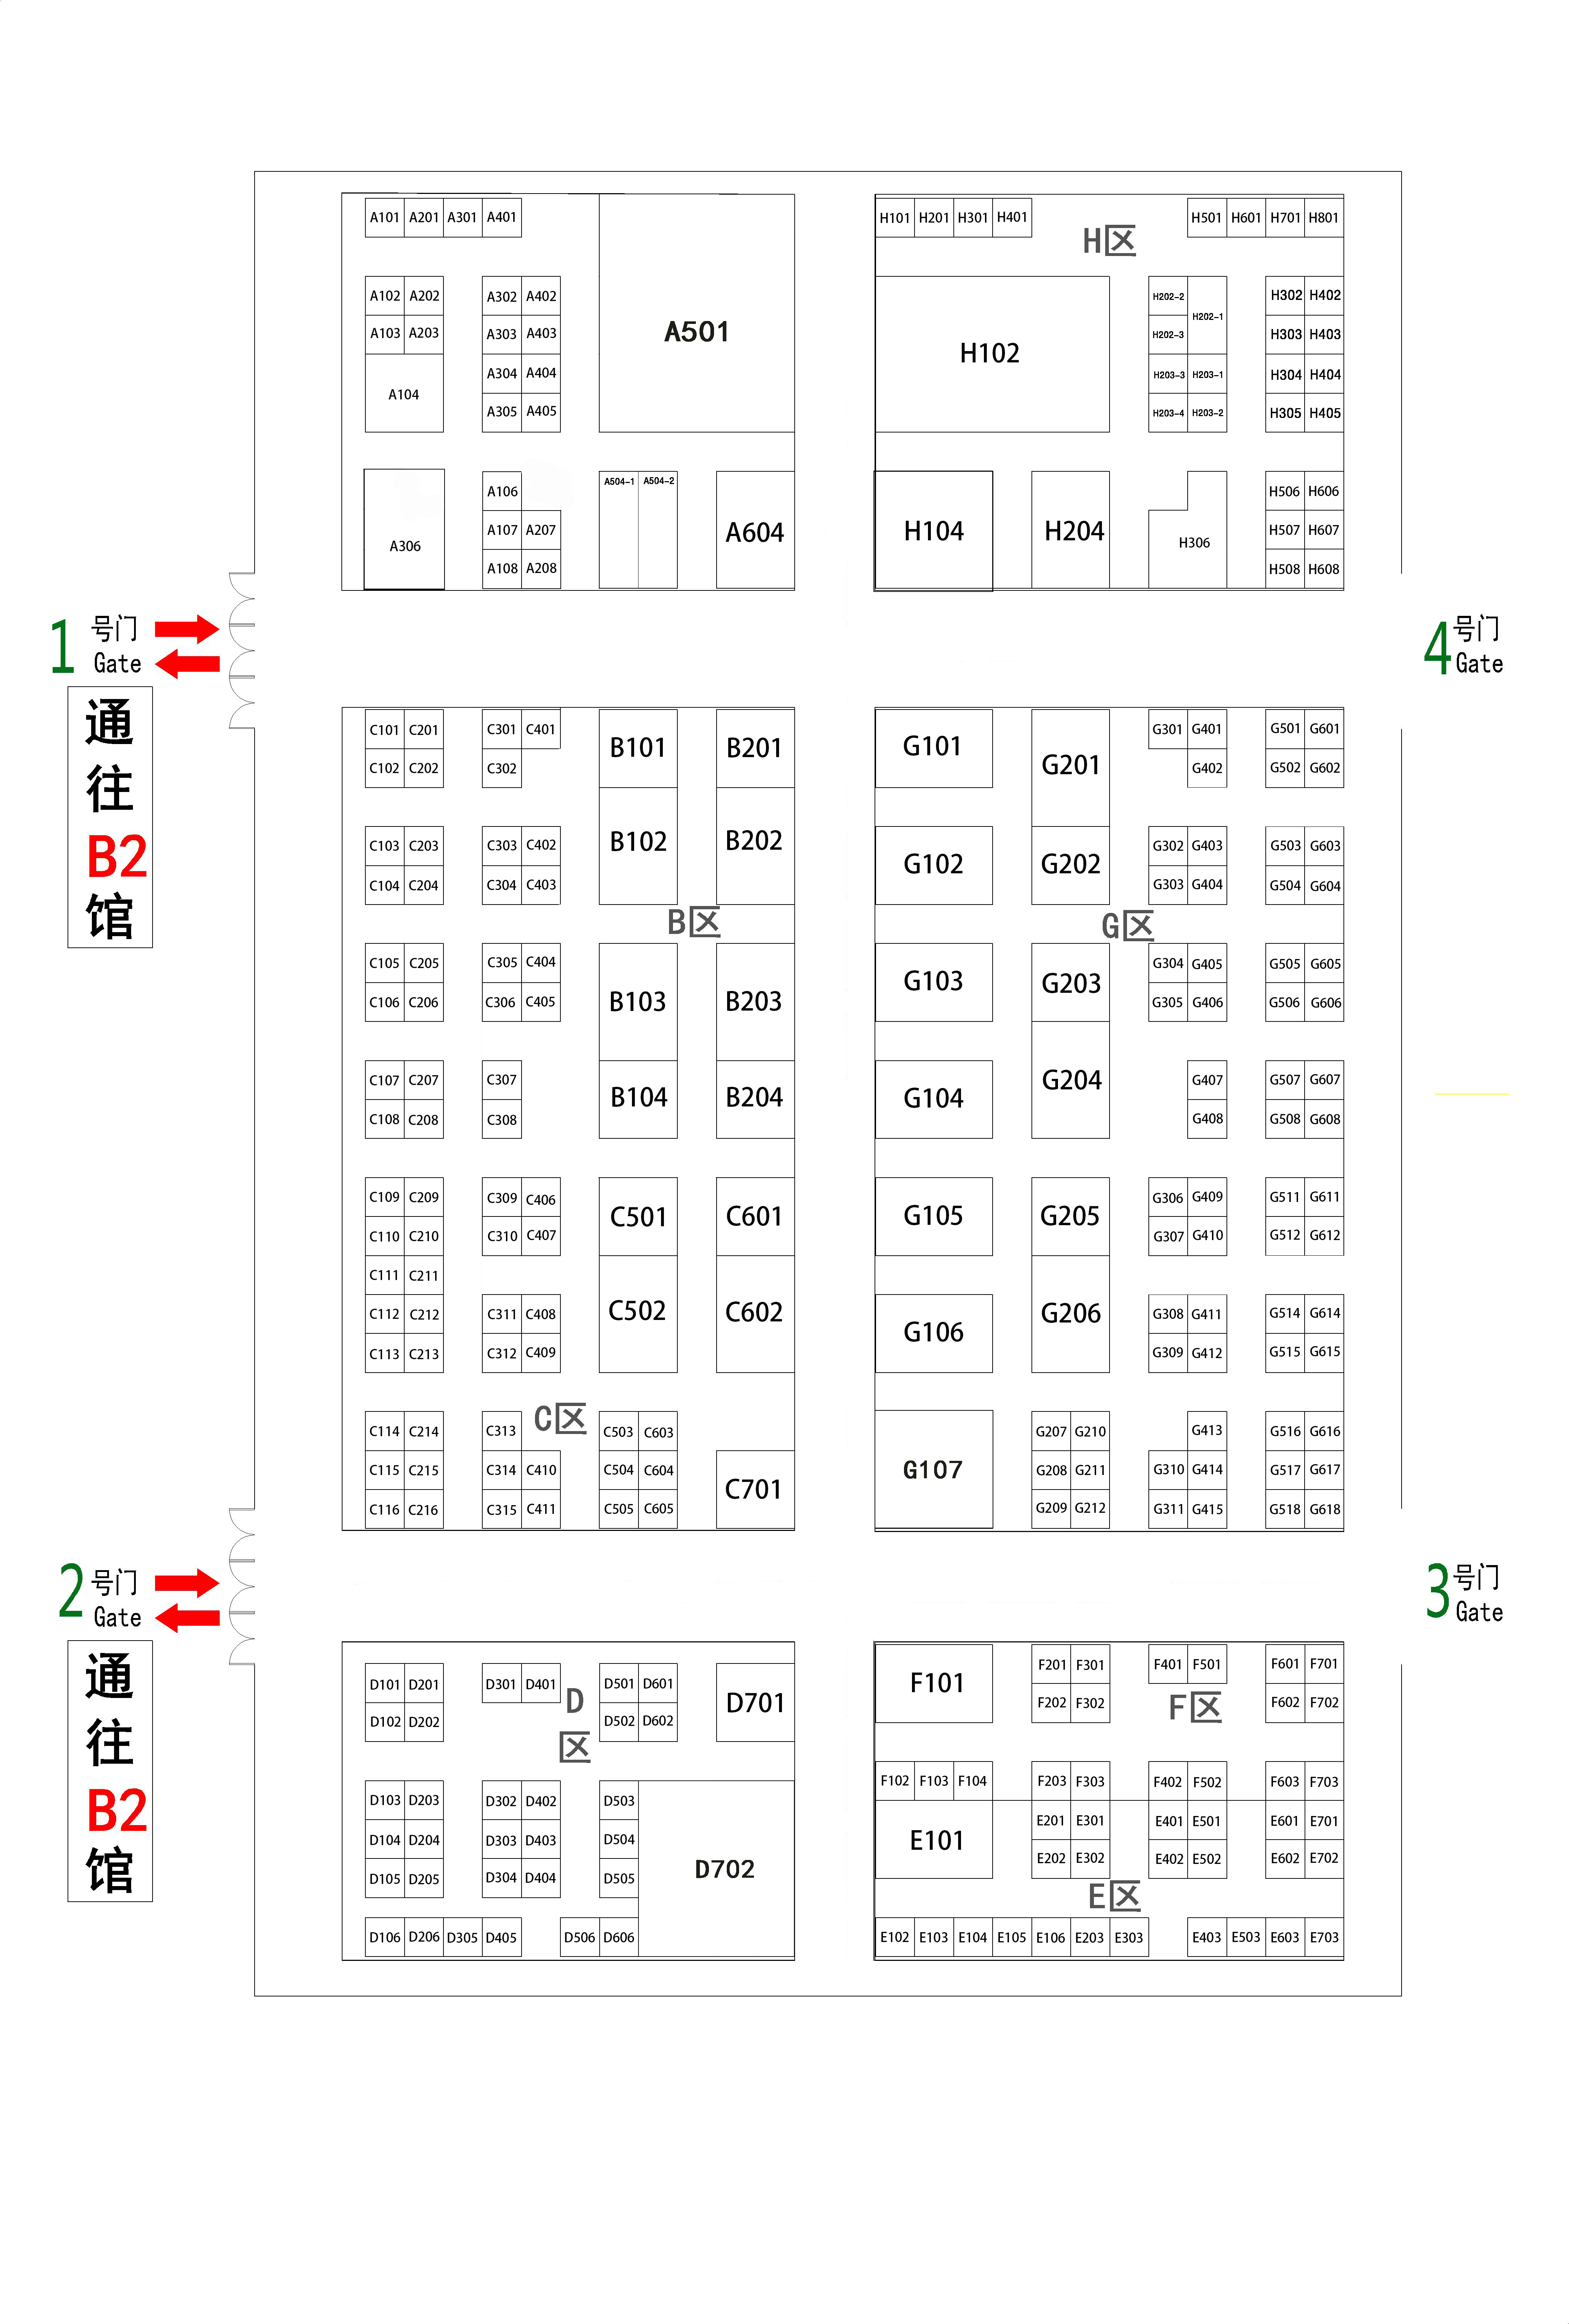 A101 A201 A301 A401
H101 H201 H301 H401
H501 H601 H701 H801
H区
A102 A202
A302 A402
H202-2
H202-1
H302 H402
A103 A203
A303 A403
A501
H102
H202-3
H303 H403
A104
A304 A404
H203-3 H203-1
H304 H404
A305 A405
H203-4 H203-2
H305 H405
A306
A106
A107 A207
A108 A208
A504-1 A504-2
A604
H104
H204
H306
H506 H606
H507 H607
H508 H608
1 号门
Gate
4 号门
Gate
通
往
B2
馆
C101 C201 C301 C401
C102 C202 C302
B101 B201
G101
G201
G301 G401 G501 G601
G402 G502 G602
C103 C203 C303 C402
C104 C204 C304 C403
B102 B202
G102 G202
G302 G403 G503 G603
G303 G404 G504 G604
B区
G区
C105 C205 C305 C404
C106 C206 C306 C405
B103 B203
G103 G203
G304 G405 G505 G605
G305 G406 G506 G606
C107 C207 C307
C108 C208 C308
B104 B204
G104 G204
G407 G507 G607
G408 G508 G608
C109 C209 C309 C406
C110 C210 C310 C407
C501 C601
G105 G205
G306 G409 G511 G611
G307 G410 G512 G612
C111 C211
C112 C212 C311 C408
C113 C213 C312 C409
C502 C602
G106 G206
G308 G411 G514 G614
G309 G412 G515 G615
C区
C114 C214 C313 C503 C603
C115 C215 C314 C410 C504 C604
C116 C216 C315 C411 C505 C605
C701
G107
G207 G210 G413 G516 G616
G208 G211 G310 G414 G517 G617
G209 G212 G311 G415 G518 G618
2 号门
Gate
3 号门
Gate
通
往
B2
馆
D101 D201 D301 D401
D
区
D501 D601
D102 D202
D502 D602
D701
F101
F201 F301 F401 F501 F601 F701
F202 F302
F区
F602 F702
D103 D203 D302 D402 D503
D104 D204 D303 D403 D504
D105 D205 D304 D404 D505
D702
F102 F103 F104 F203 F303 F402 F502 F603 F703
E101
E201 E301 E401 E501 E601 E701
E202 E302 E402 E502 E602 E702
E区
D106 D206 D305 D405 D506 D606
E102 E103 E104 E105 E106 E203 E303 E403 E503 E603 E703